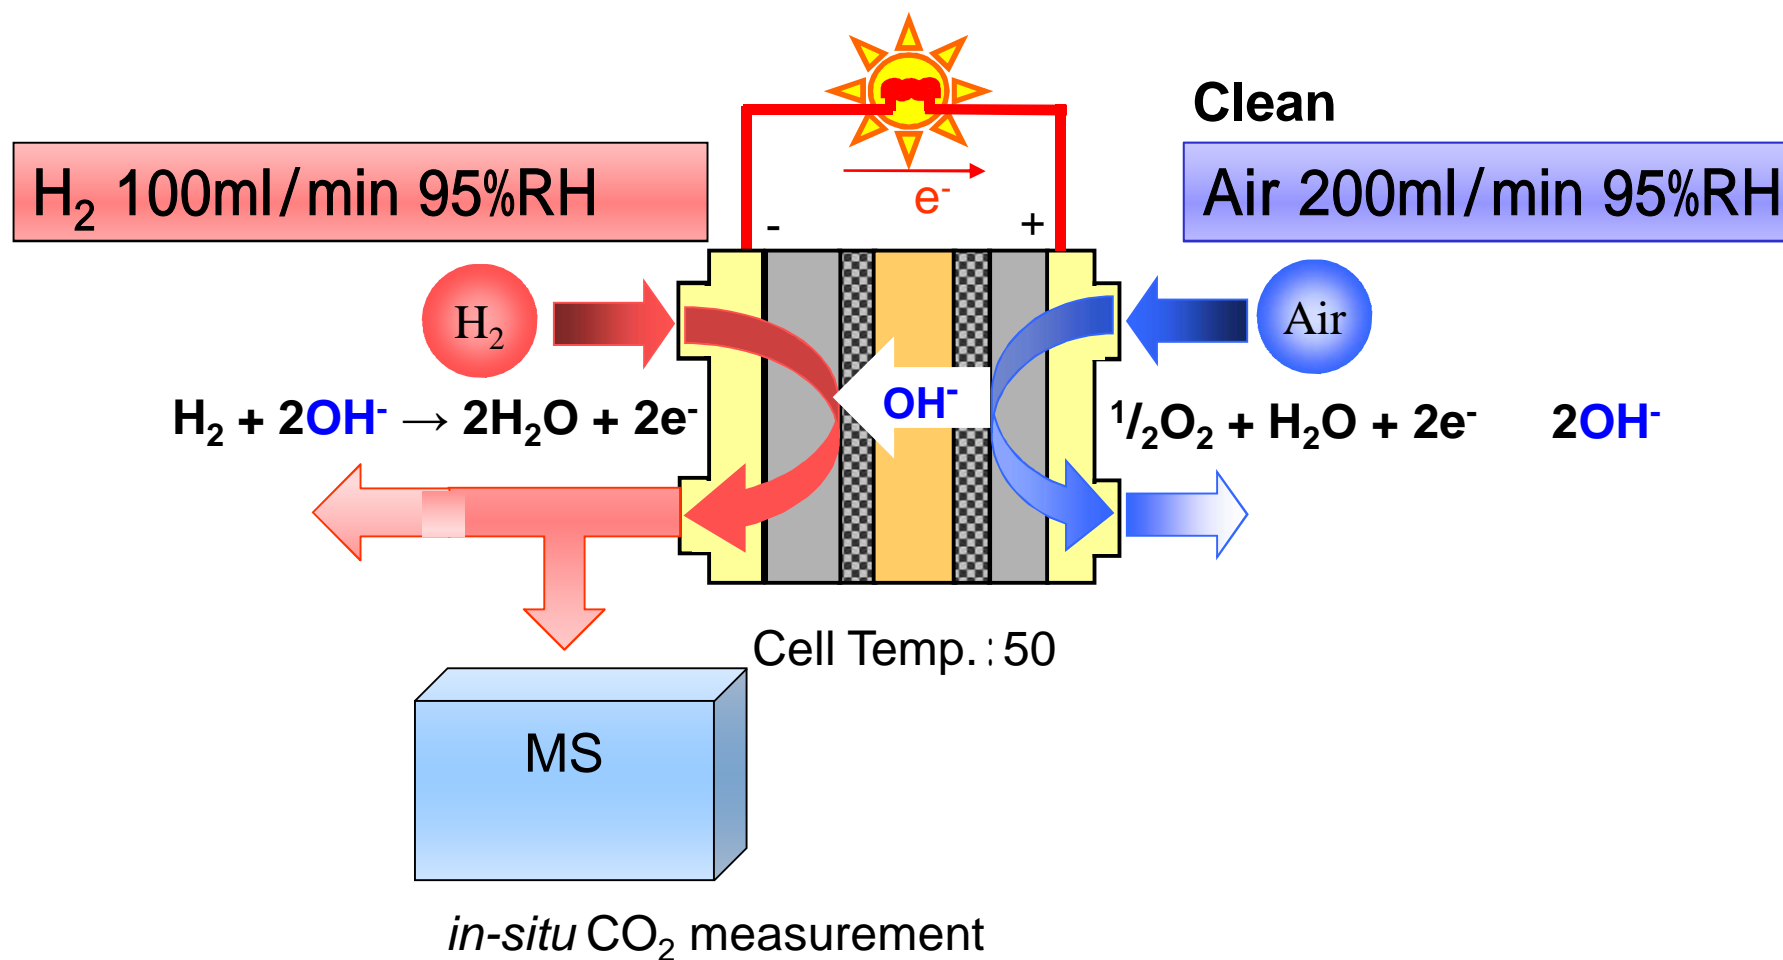 Clean
H₂ 100ml/min 95%RH
Air 200ml/min 95%RH
e⁻
- +
H₂
Air
OH⁻
H₂ + 2OH⁻ → 2H₂O + 2e⁻
¹/₂O₂ + H₂O + 2e⁻ 2OH⁻
Cell Temp.:50
MS
in-situ CO₂ measurement